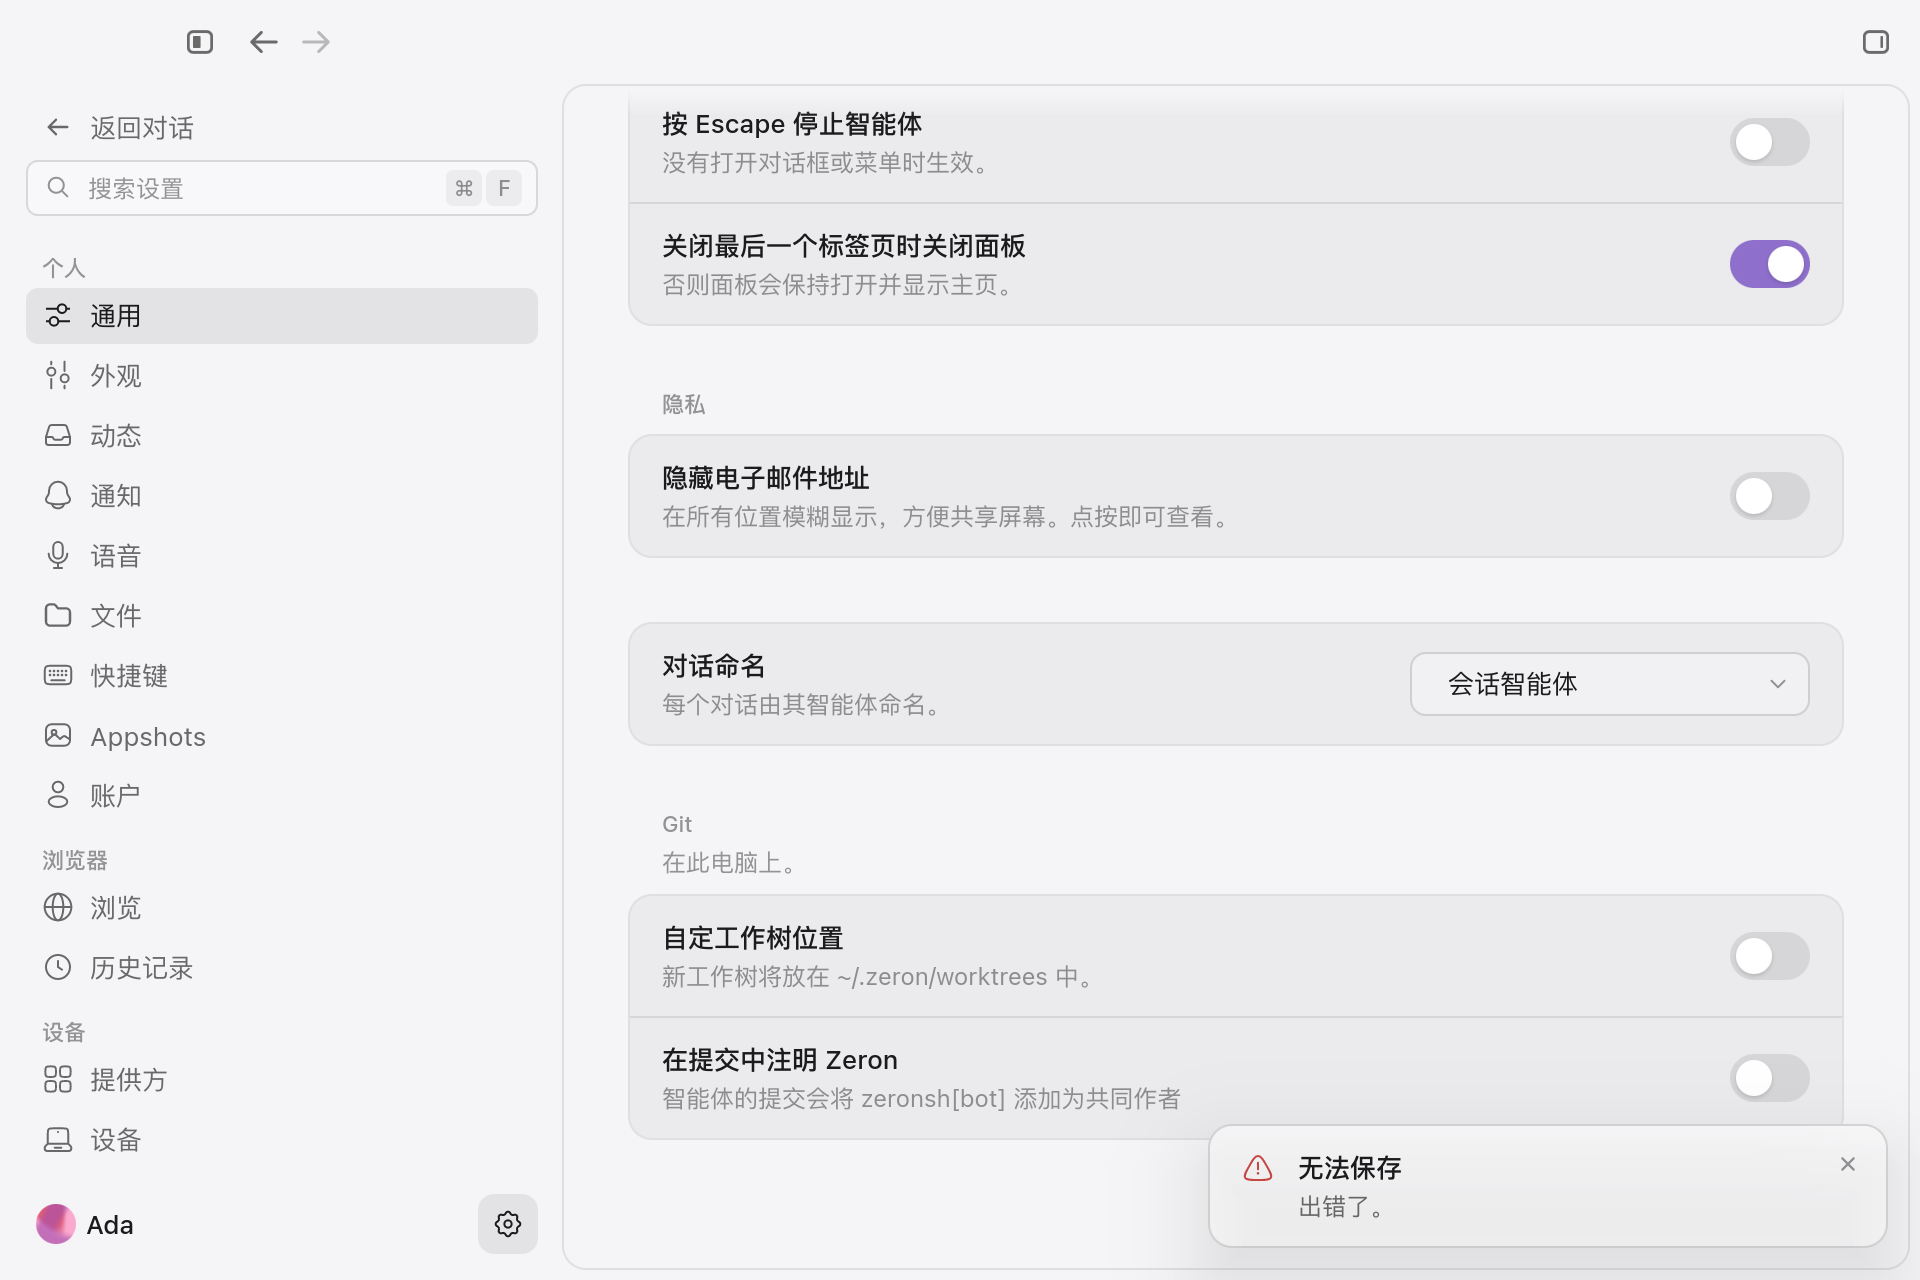 返回对话
搜索设置 ⌘ F
个人
通用
外观
动态
通知
语音
文件
快捷键
Appshots
账户
浏览器
浏览
历史记录
设备
提供方
设备
Ada
按 Escape 停止智能体
没有打开对话框或菜单时生效。
关闭最后一个标签页时关闭面板
否则面板会保持打开并显示主页。
隐私
隐藏电子邮件地址
在所有位置模糊显示，方便共享屏幕。点按即可查看。
对话命名
每个对话由其智能体命名。
会话智能体
Git
在此电脑上。
自定工作树位置
新工作树将放在 ~/.zeron/worktrees 中。
在提交中注明 Zeron
智能体的提交会将 zeronsh[bot] 添加为共同作者
无法保存
出错了。